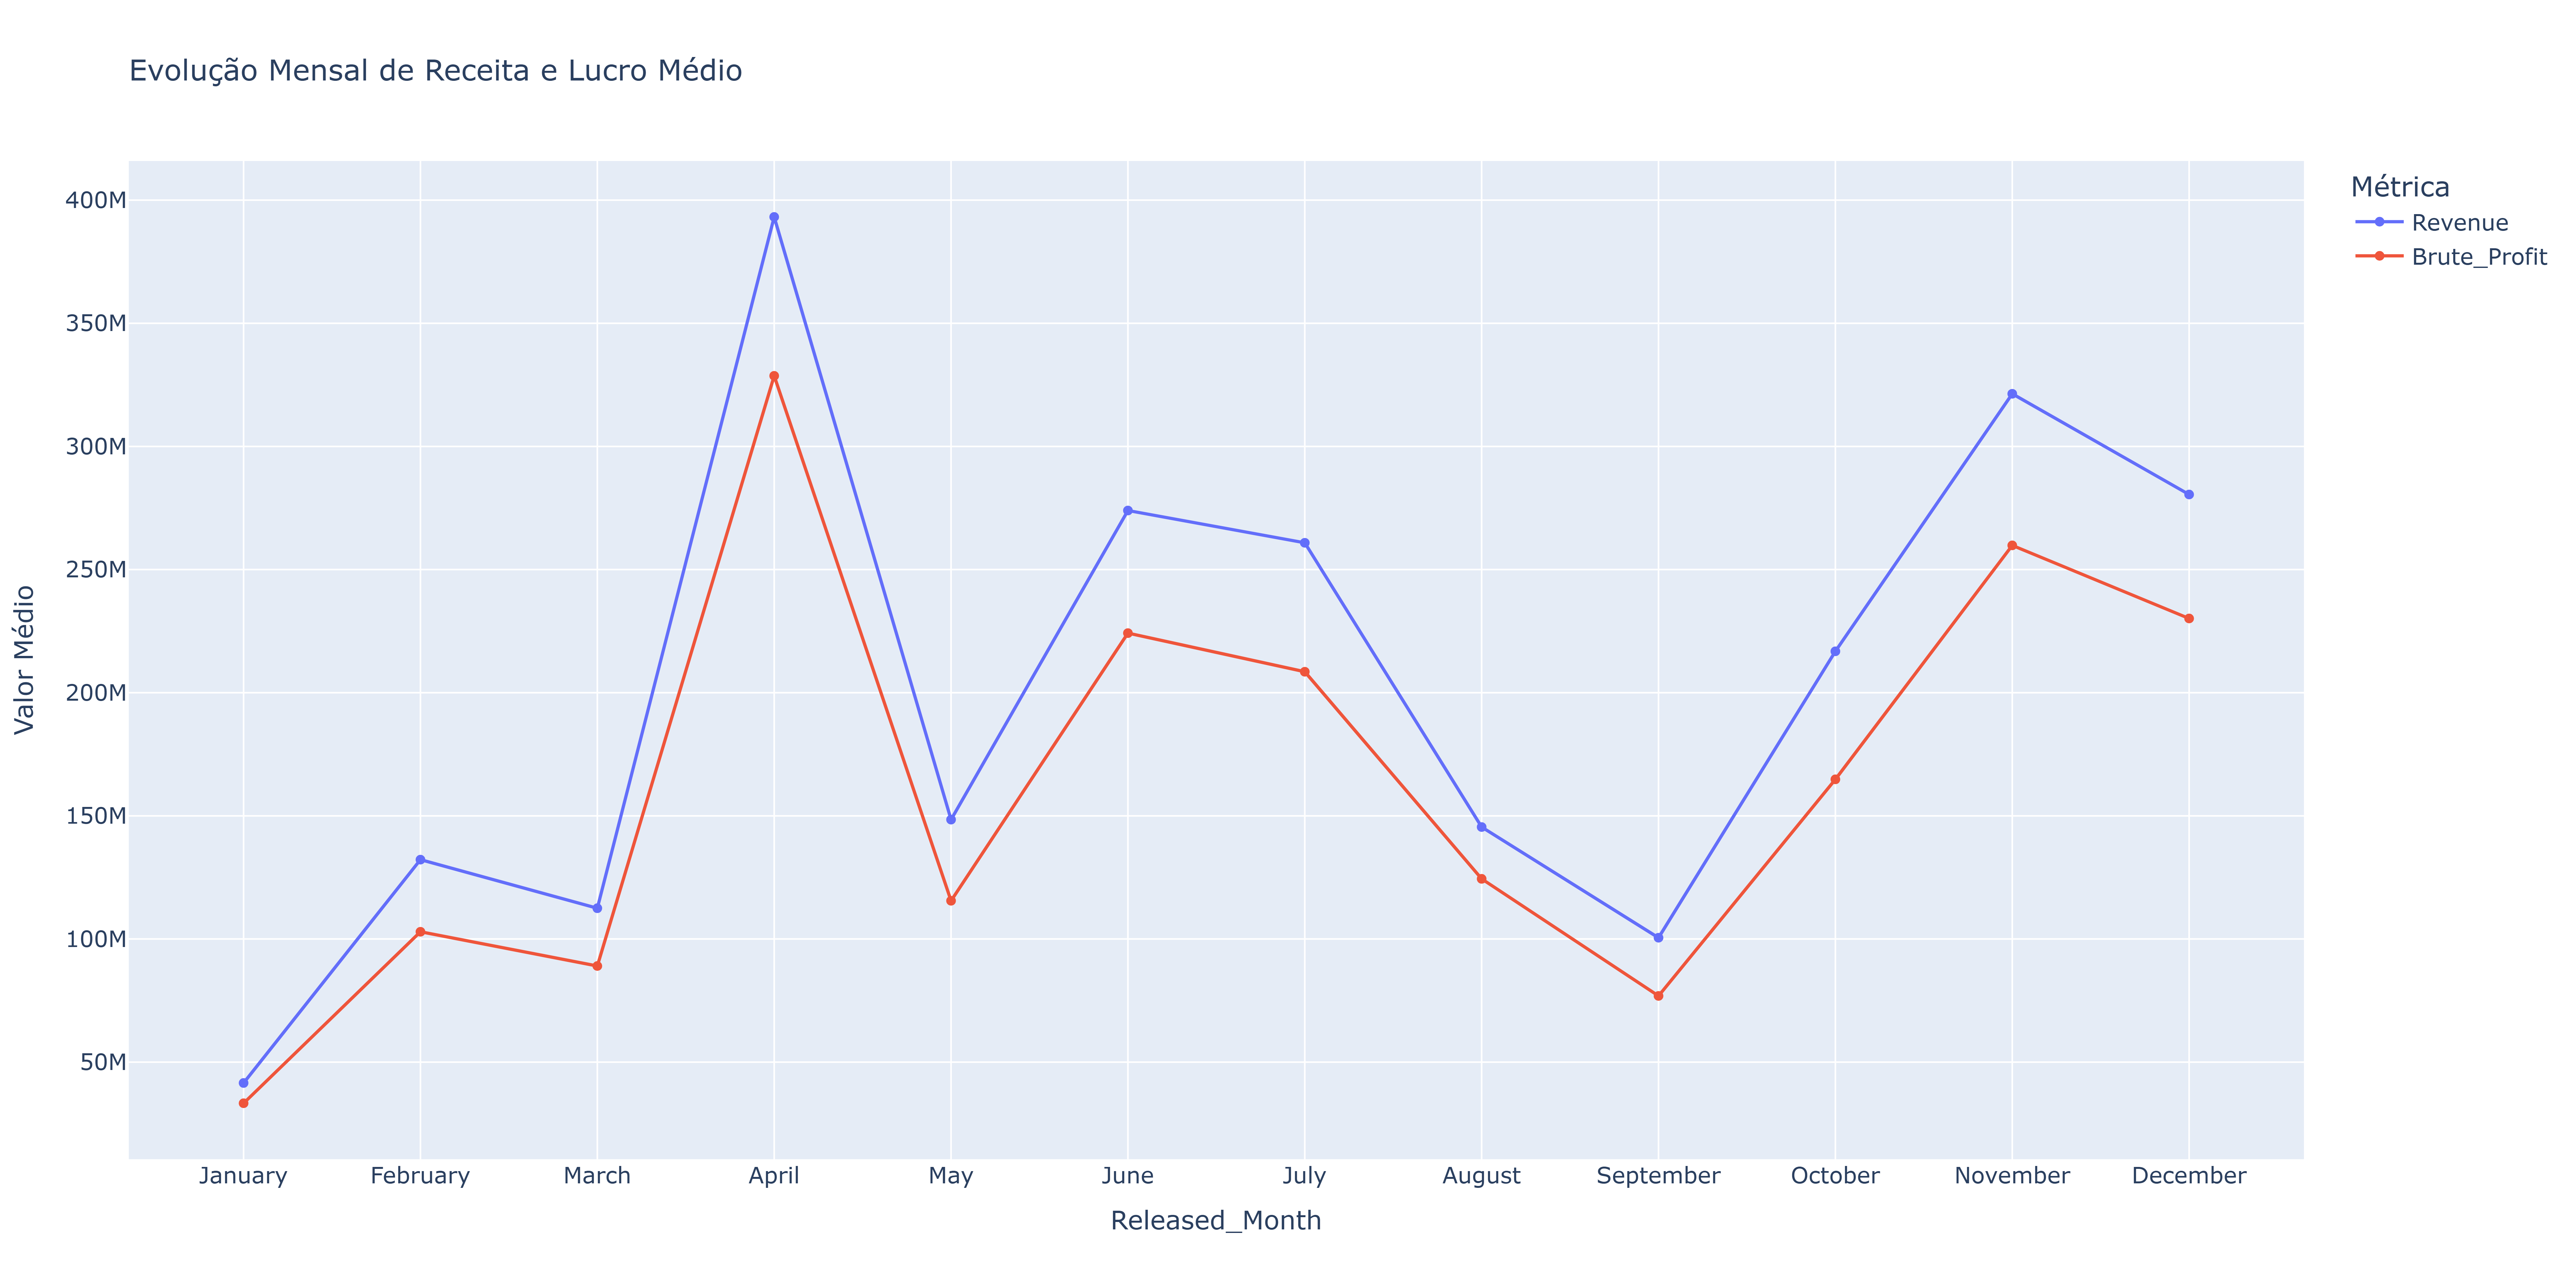 Evolução Mensal de Receita e Lucro Médio
Métrica
Revenue
Brute_Profit
Valor Médio
400M
350M
300M
250M
200M
150M
100M
50M
January February March April May June July August September October November December
Released_Month